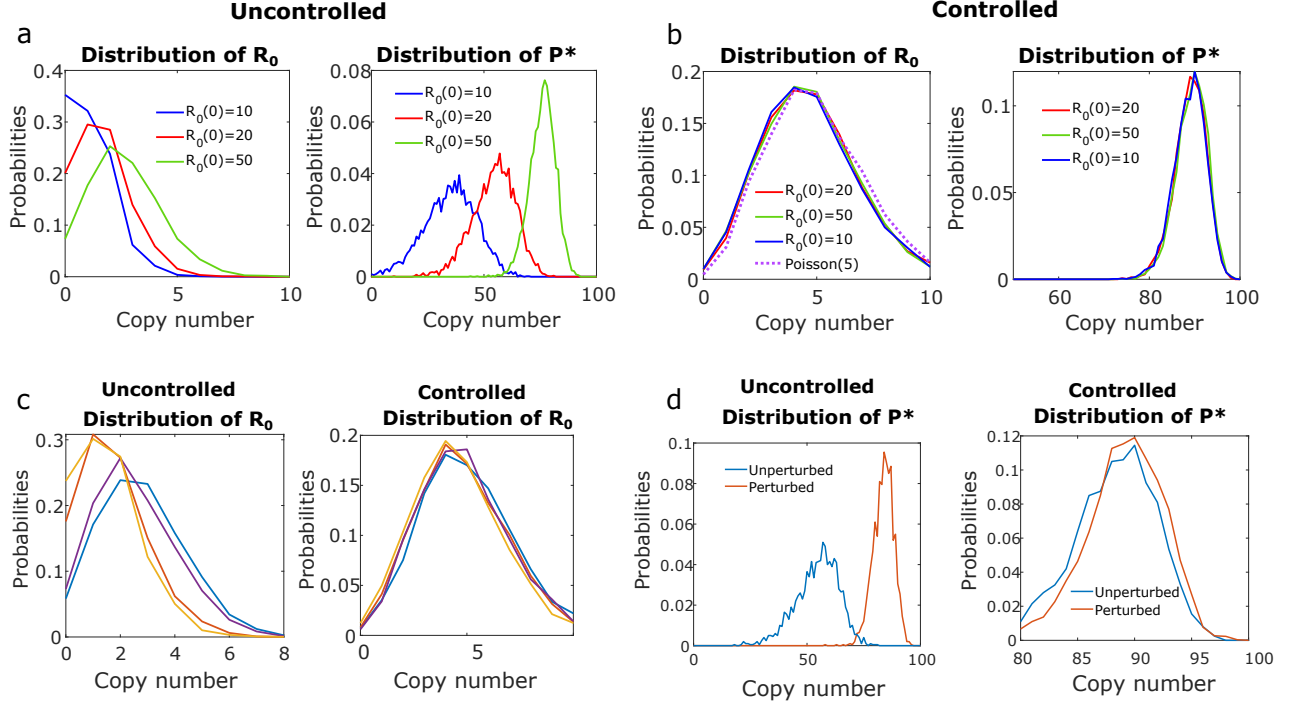 Uncontrolled
Controlled
a
Distribution of R0
Probabilities
0.4
0.3
0.2
0.1
0
R0(0)=10
R0(0)=20
R0(0)=50
0
5
10
Copy number
Distribution of P*
Probabilities
0.08
0.06
0.04
0.02
0
R0(0)=10
R0(0)=20
R0(0)=50
0
50
100
Copy number
b
Distribution of R0
Probabilities
0.2
0.15
0.1
0.05
0
R0(0)=20
R0(0)=50
R0(0)=10
Poisson(5)
0
5
10
Copy number
Distribution of P*
Probabilities
0.1
0.05
0
R0(0)=20
R0(0)=50
R0(0)=10
60
80
100
Copy number
c
Uncontrolled
Distribution of R0
Probabilities
0.3
0.2
0.1
0
0
2
4
6
8
Copy number
Controlled
Distribution of R0
Probabilities
0.2
0.15
0.1
0.05
0
0
5
Copy number
d
Uncontrolled
Distribution of P*
Probabilities
0.1
0.08
0.06
0.04
0.02
0
Unperturbed
Perturbed
0
50
100
Copy number
Controlled
Distribution of P*
Probabilities
0.12
0.1
0.08
0.06
0.04
0.02
0
Unperturbed
Perturbed
80
85
90
95
100
Copy number